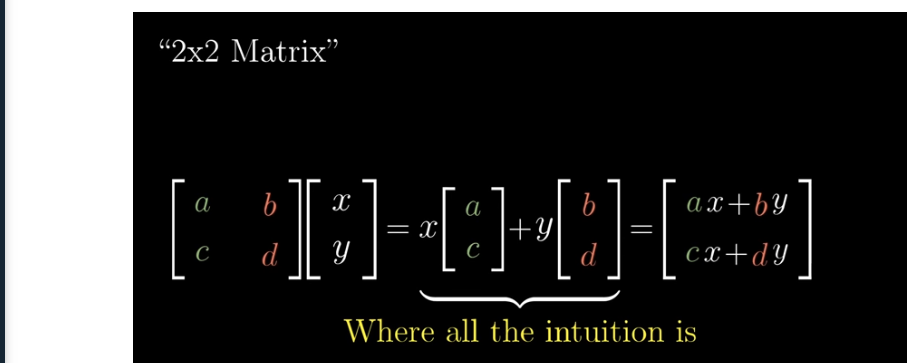 “2x2 Matrix”
[a b; c d] [x; y] = x [a; c] + y [b; d] = [ax+by; cx+dy]
Where all the intuition is